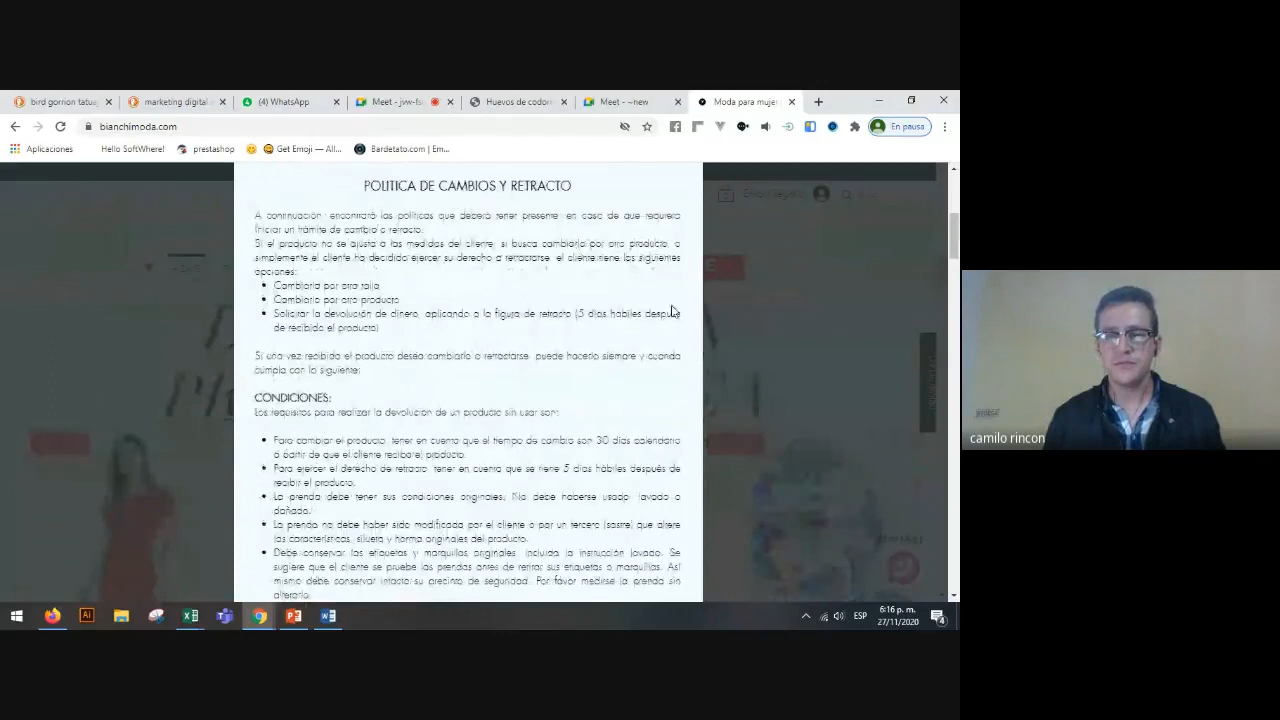 bird gorrion tatua
marketing digital
(4) WhatsApp
Meet - jvw-fs
Huevos de codor
Meet - ~new
Moda para mujer
bianchimoda.com
En pausa
Aplicaciones
Hello SoftWhere!
prestashop
Get Emoji — All...
Bardetato.com | Em...
POLITICA DE CAMBIOS Y RETRACTO
A continuación encontrará las políticas que deberá tener presente en caso de que requiera
iniciar un trámite de cambio o retracto.
Si el producto no se ajusta a las medidas del cliente, si busca cambiarlo por otro producto, o
simplemente el cliente ha decidido ejercer su derecho a retractarse, el cliente tiene las siguientes
opciones:
• Cambiarlo por otra talla
• Cambiarlo por otro producto
• Solicitar la devolución de dinero, aplicando a la figura de retracto (5 días hábiles después
de recibido el producto)
Si una vez recibido el producto desea cambiarlo o retractarse, puede hacerlo siempre y cuando
cumpla con lo siguiente:
CONDICIONES:
Los requisitos para realizar la devolución de un producto sin usar son:
• Para cambiar el producto, tener en cuenta que el tiempo de cambio son 30 días calendario
a partir de que el cliente recibe el producto.
• Para ejercer el derecho de retracto, tener en cuenta que se tiene 5 días hábiles después de
recibir el producto.
• La prenda debe tener sus condiciones originales. No debe haberse usado, lavado o
dañado.
• La prenda no debe haber sido modificada por el cliente o por un tercero (sastre) que altere
las características, silueta y horma originales del producto.
• Debe conservar las etiquetas y marquillas originales, incluida la instrucción lavado. Se
sugiere que el cliente se pruebe las prendas antes de retirar sus etiquetas o marquillas. Así
mismo debe conservar intacto su precinto de seguridad. Por favor medirse la prenda sin
alterarlo.
camilo rincon
ESP
6:16 p. m.
27/11/2020
4